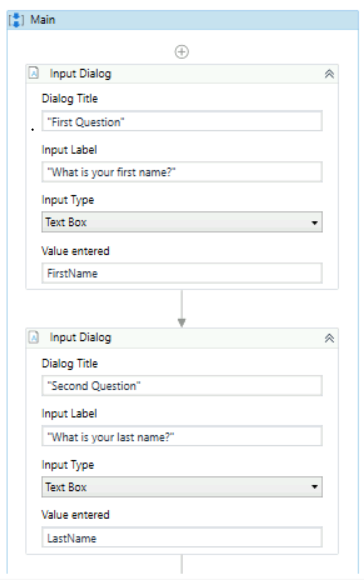 Main
Input Dialog
Dialog Title
"First Question"
Input Label
"What is your first name?"
Input Type
Text Box
Value entered
FirstName
Input Dialog
Dialog Title
"Second Question"
Input Label
"What is your last name?"
Input Type
Text Box
Value entered
LastName